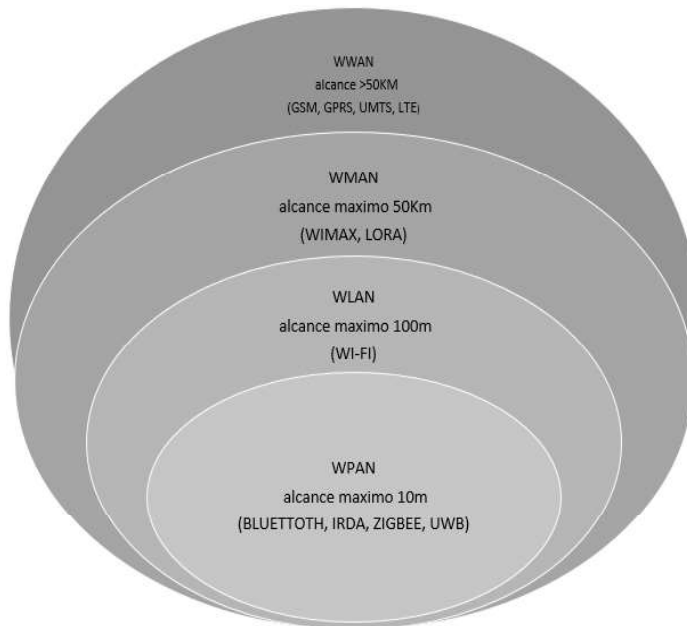 WWAN
alcance >50KM
(GSM, GPRS, UMTS, LTE)
WMAN
alcance maximo 50Km
(WIMAX, LORA)
WLAN
alcance maximo 100m
(WI-FI)
WPAN
alcance maximo 10m
(BLUETTOTH, IRDA, ZIGBEE, UWB)